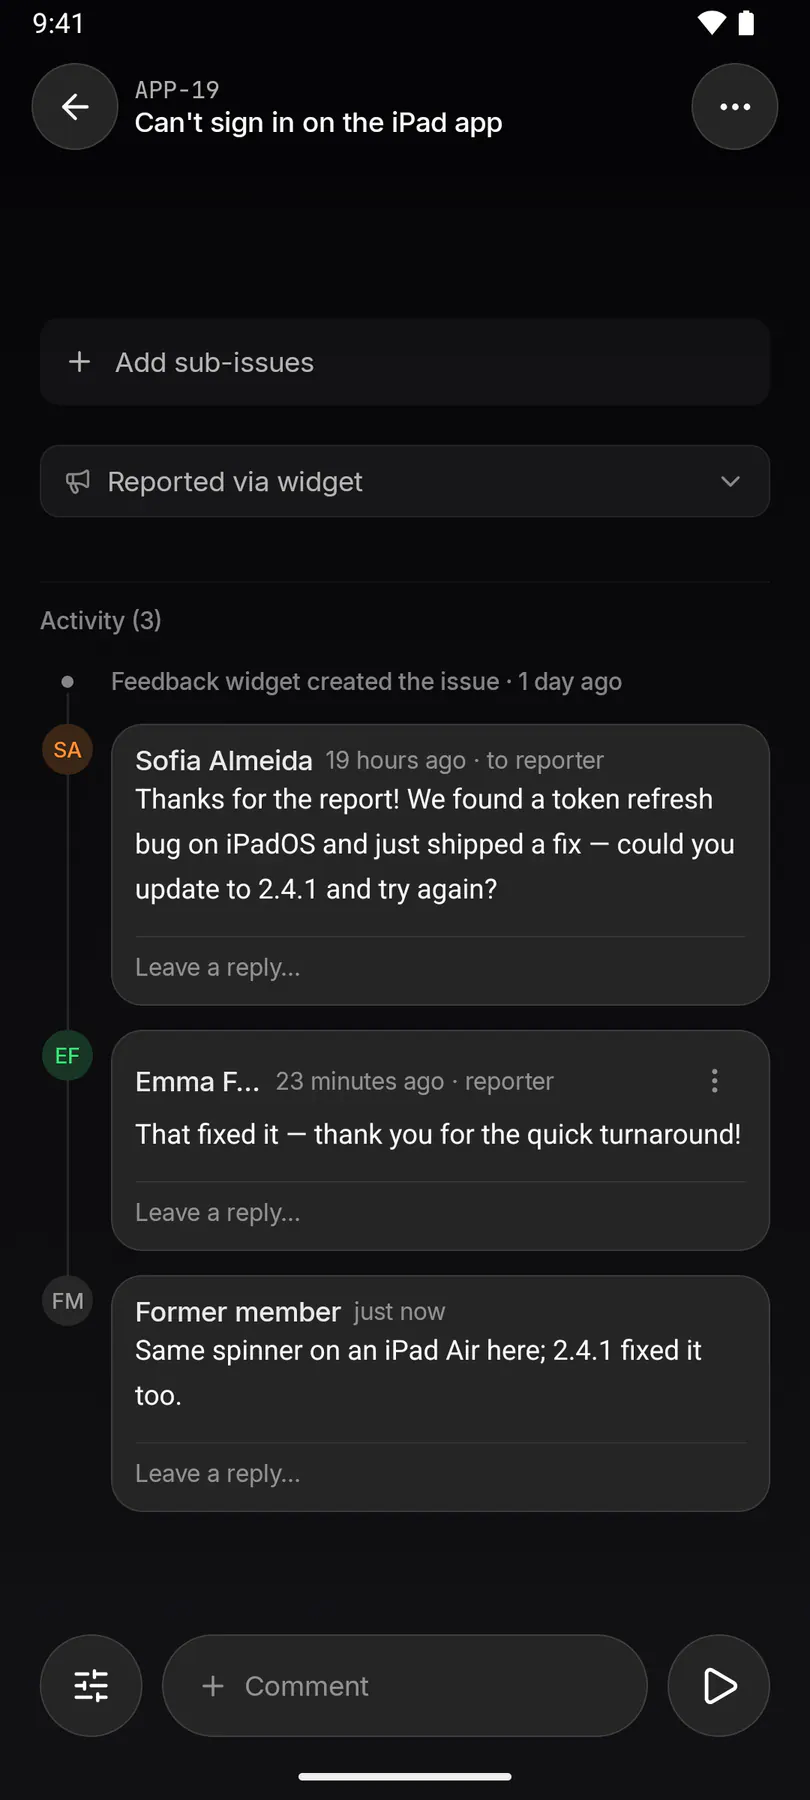 9:41
APP-19
Can't sign in on the iPad app
Add sub-issues
Reported via widget
Activity (3)
Feedback widget created the issue · 1 day ago
SA
Sofia Almeida 19 hours ago · to reporter
Thanks for the report! We found a token refresh
bug on iPadOS and just shipped a fix — could you
update to 2.4.1 and try again?
Leave a reply...
EF
Emma F... 23 minutes ago · reporter
That fixed it — thank you for the quick turnaround!
Leave a reply...
FM
Former member just now
Same spinner on an iPad Air here; 2.4.1 fixed it
too.
Leave a reply...
Comment